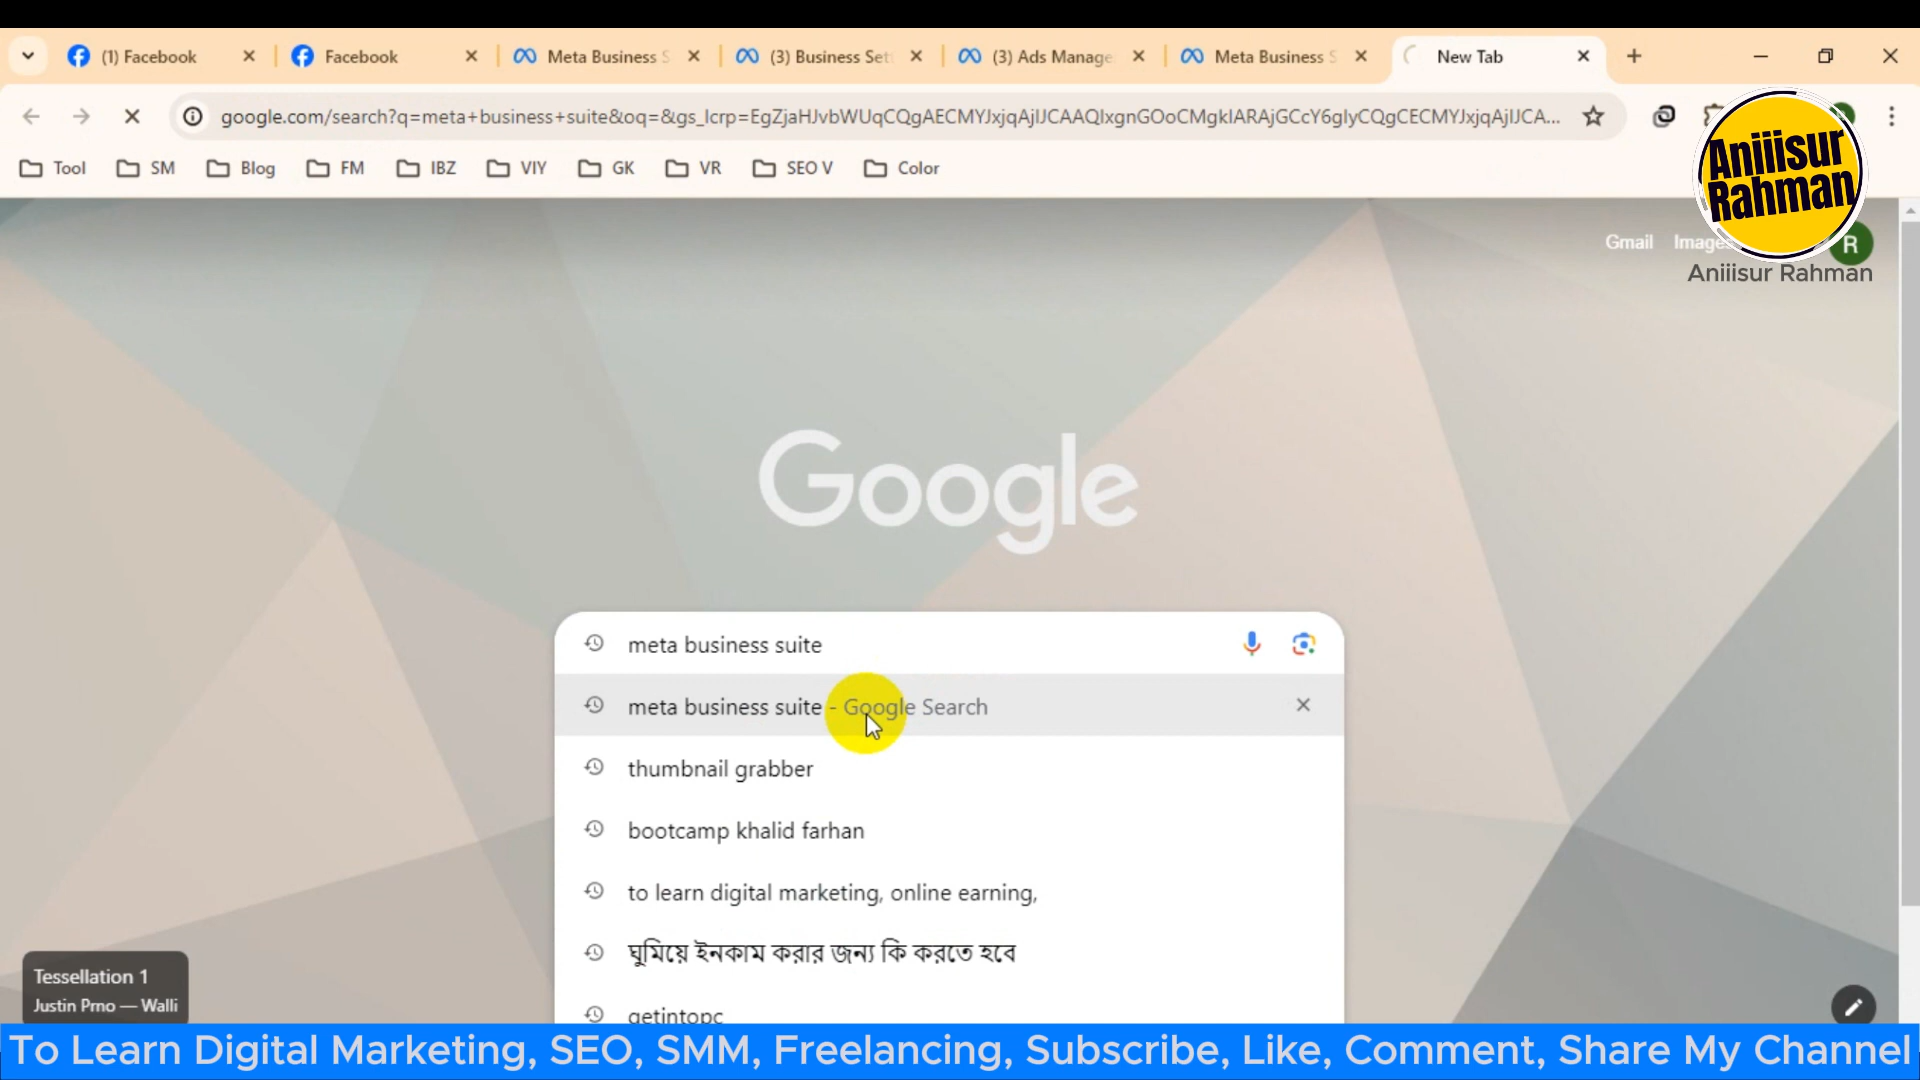 (1) Facebook
Facebook
Meta Business S
(3) Business Set
(3) Ads Manage
Meta Business S
New Tab
google.com/search?q=meta+business+suite&oq=&gs_lcrp=EgZjaHJvbWUqCQgAECMYJxjqAjIJCAAQIxgnGOoCMgkIARAjGCcY6gIyCQgCECMYJxjqAjIJCA...
Tool
SM
Blog
FM
IBZ
VIY
GK
VR
SEO V
Color
Aniiisur
Rahman
Gmail
Images
R
Aniiisur Rahman
Google
meta business suite
meta business suite - Google Search
thumbnail grabber
bootcamp khalid farhan
to learn digital marketing, online earning,
ঘুমিয়ে ইনকাম করার জন্য কি করতে হবে
getintopc
Tessellation 1
Justin Prno — Walli
To Learn Digital Marketing, SEO, SMM, Freelancing, Subscribe, Like, Comment, Share My Channel